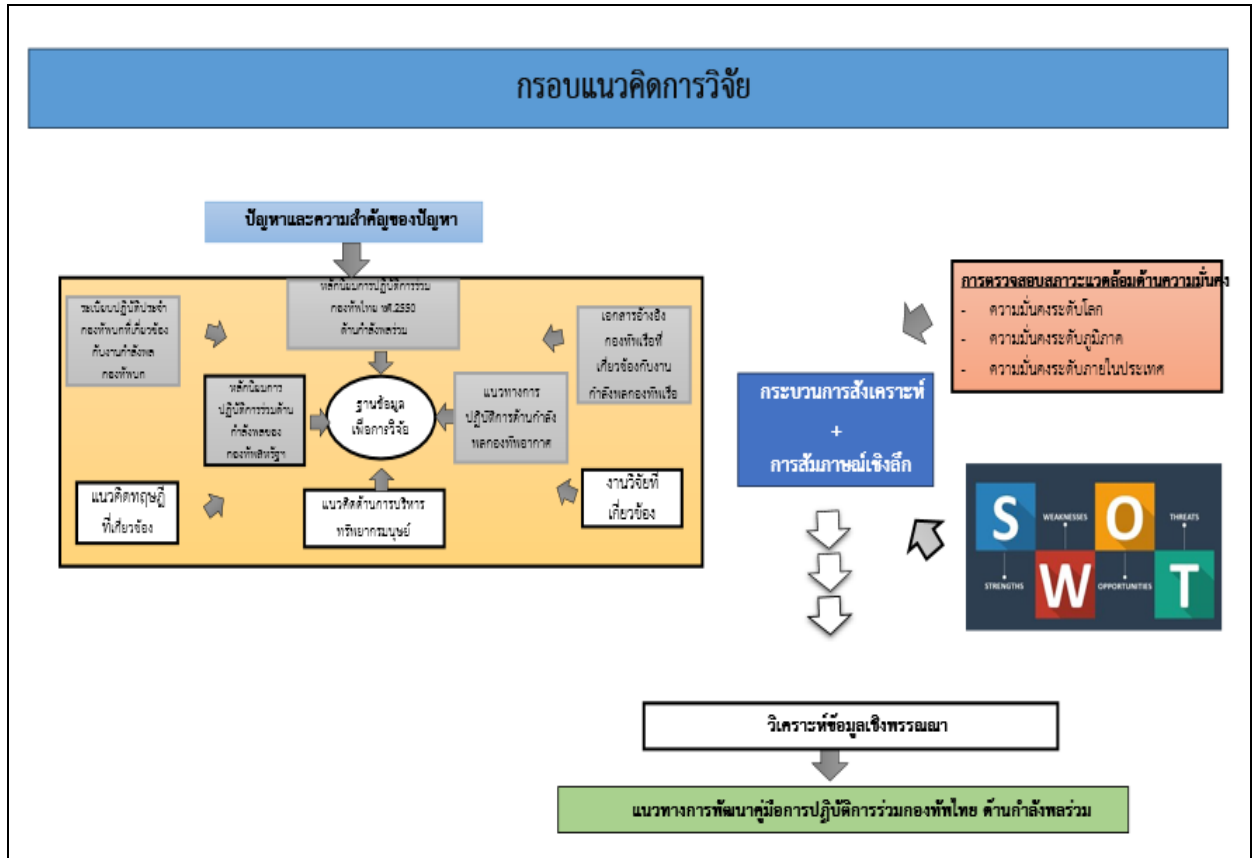 กรอบแนวคิดการวิจัย
ปัญหาและความสำคัญของปัญหา
หลักนิยมการปฏิบัติการร่วม
กองทัพไทย พศ.2550
ด้านกำลังพลร่วม
ระเบียบปฏิบัติประจำ
กองทัพบกที่เกี่ยวข้อง
กับงานกำลังพล
กองทัพบก
เอกสารอ้างอิง
กองทัพเรือที่
เกี่ยวข้องกับงาน
กำลังพลกองทัพเรือ
หลักนิยมการ
ปฏิบัติการร่วมด้าน
กำลังพลของ
กองทัพสหรัฐฯ
ฐานข้อมูล
เพื่อการวิจัย
แนวทางการ
ปฏิบัติการด้านกำลัง
พลกองทัพอากาศ
แนวคิดทฤษฎี
ที่เกี่ยวข้อง
แนวคิดด้านการบริหาร
ทรัพยากรมนุษย์
งานวิจัยที่
เกี่ยวข้อง
การตรวจสอบสภาวะแวดล้อมด้านความมั่นคง
- ความมั่นคงระดับโลก
- ความมั่นคงระดับภูมิภาค
- ความมั่นคงระดับภายในประเทศ
กระบวนการสังเคราะห์
+
การสัมภาษณ์เชิงลึก
S WEAKNESSES O THREATS
STRENGTHS W OPPORTUNITIES T
วิเคราะห์ข้อมูลเชิงพรรณณา
แนวทางการพัฒนาคู่มือการปฏิบัติการร่วมกองทัพไทย ด้านกำลังพลร่วม